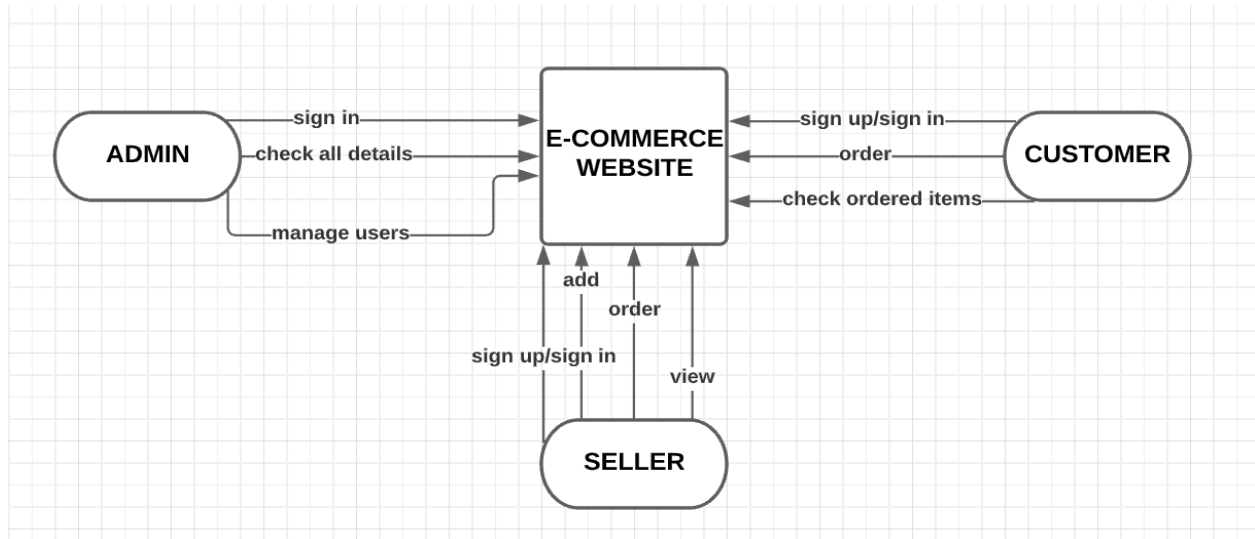 ADMIN
sign in
check all details
manage users
E-COMMERCE
WEBSITE
sign up/sign in
order
check ordered items
CUSTOMER
add
order
sign up/sign in
view
SELLER